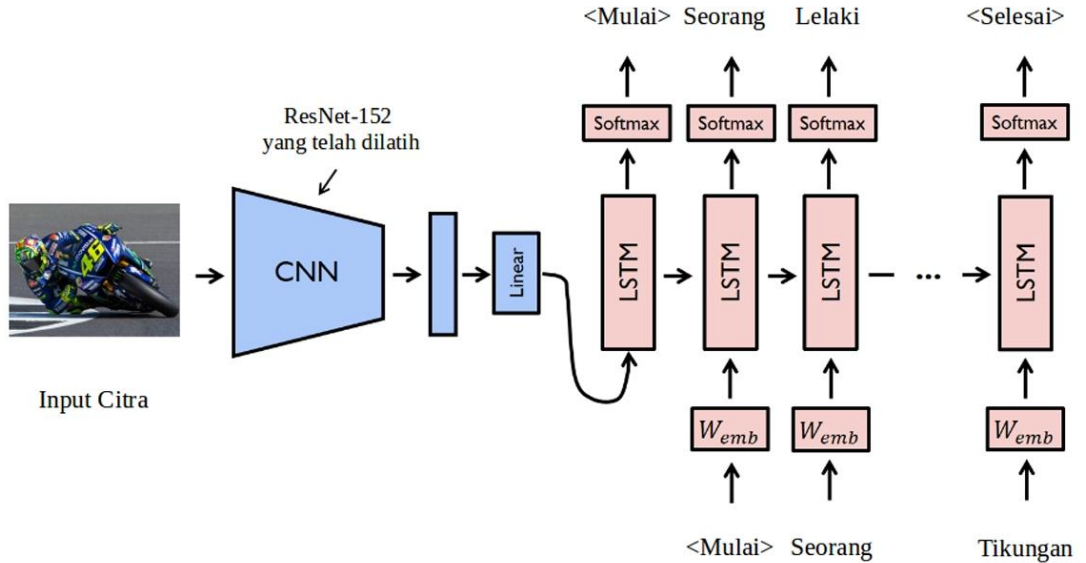 <Mulai> Seorang Lelaki <Selesai>
Softmax Softmax Softmax Softmax
ResNet-152
yang telah dilatih
46
CNN
Linear
LSTM LSTM LSTM ... LSTM
Input Citra
W_emb W_emb W_emb
<Mulai> Seorang Tikungan